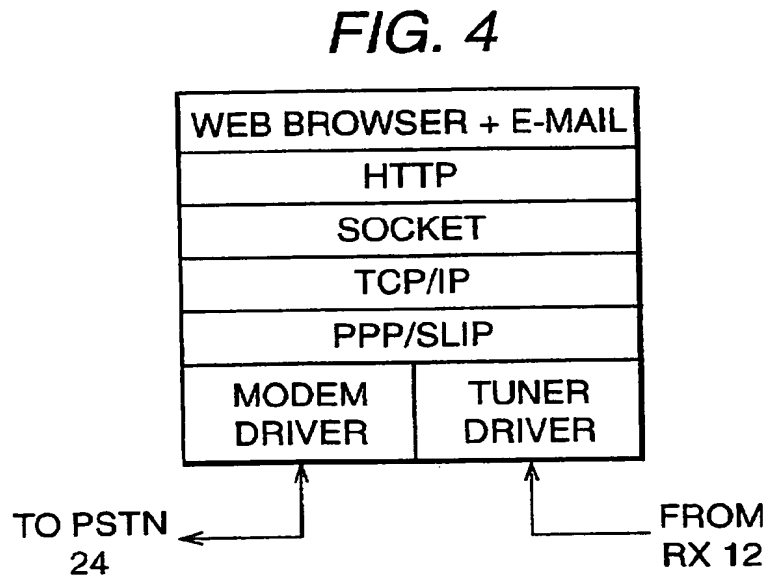 FIG. 4
WEB BROWSER + E-MAIL
HTTP
SOCKET
TCP/IP
PPP/SLIP
MODEM
DRIVER
TUNER
DRIVER
TO PSTN
24
FROM
RX 12